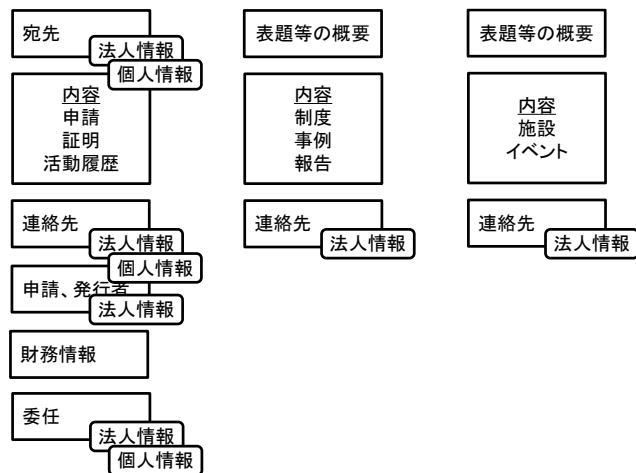 宛先
法人情報
個人情報
内容
申請
証明
活動履歴
連絡先
法人情報
個人情報
申請、発行者
法人情報
財務情報
委任
法人情報
個人情報
表題等の概要
内容
制度
事例
報告
連絡先
法人情報
表題等の概要
内容
施設
イベント
連絡先
法人情報